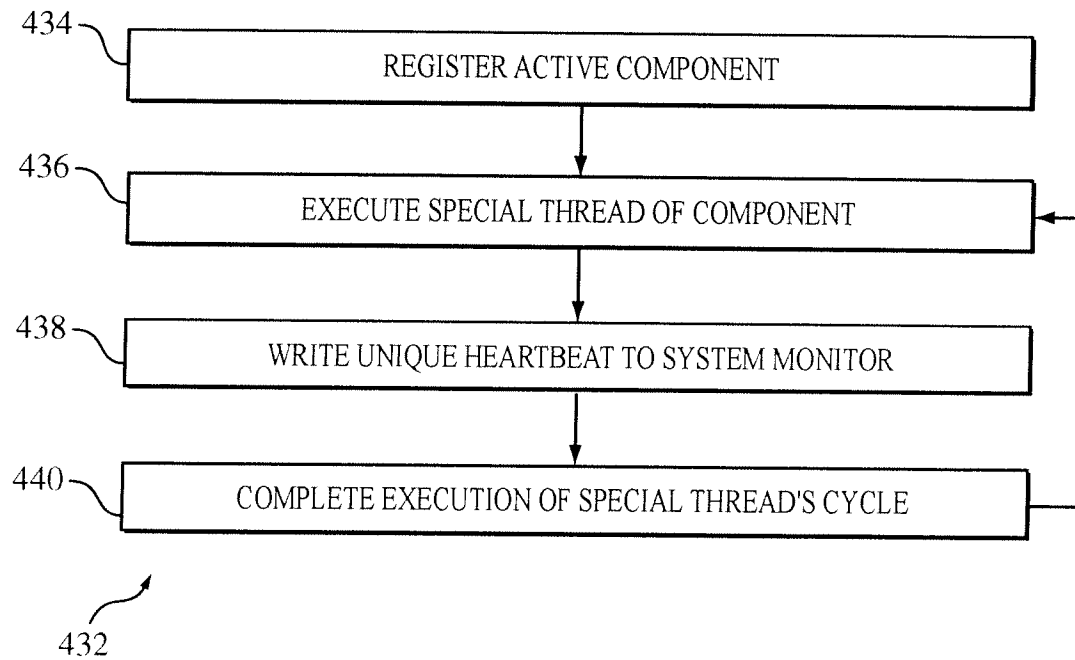 434
REGISTER ACTIVE COMPONENT
436
EXECUTE SPECIAL THREAD OF COMPONENT
438
WRITE UNIQUE HEARTBEAT TO SYSTEM MONITOR
440
COMPLETE EXECUTION OF SPECIAL THREAD'S CYCLE
432